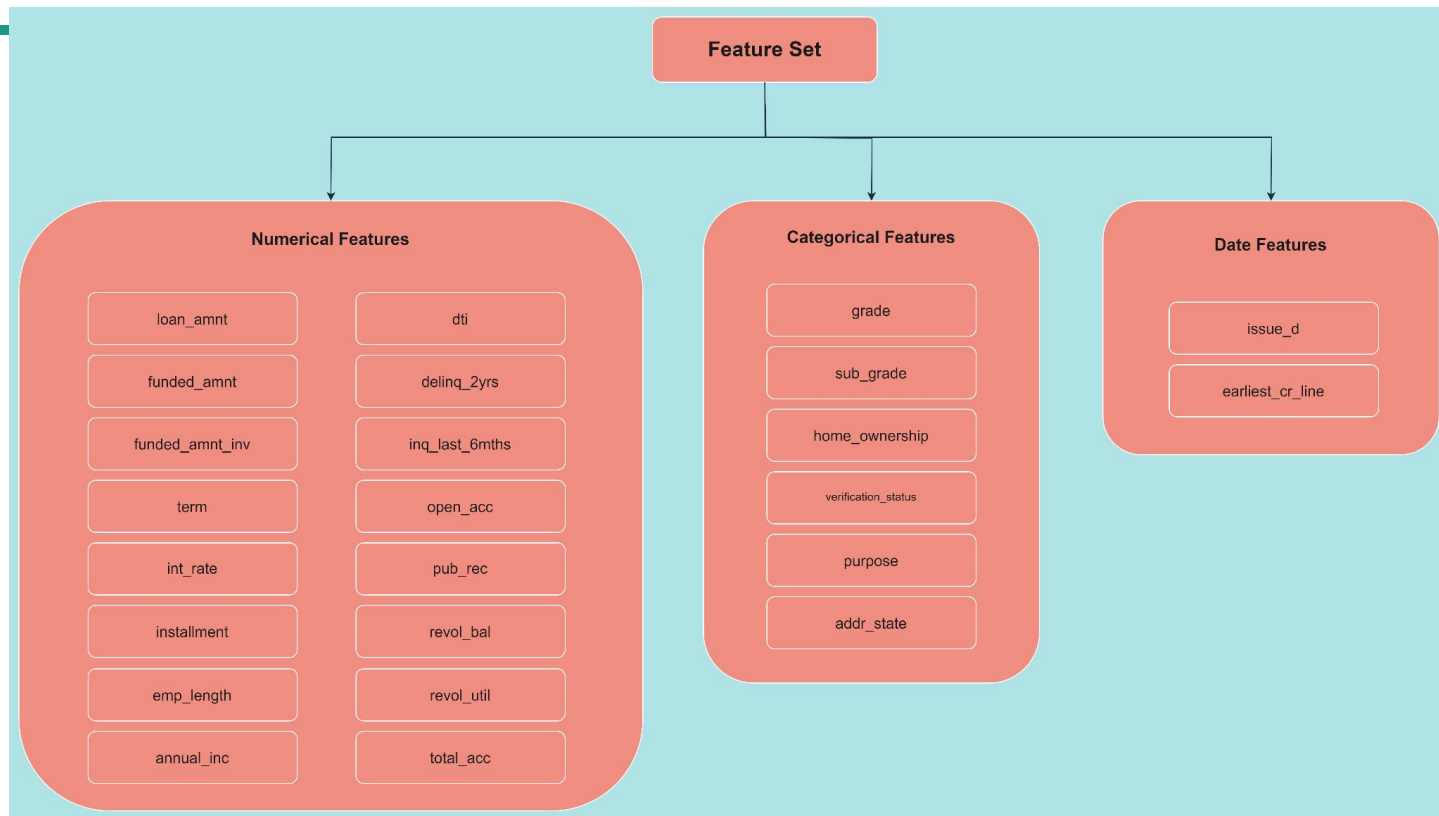 Feature Set
Numerical Features
loan_amnt
funded_amnt
funded_amnt_inv
term
int_rate
installment
emp_length
annual_inc
dti
delinq_2yrs
inq_last_6mths
open_acc
pub_rec
revol_bal
revol_util
total_acc
Categorical Features
grade
sub_grade
home_ownership
verification_status
purpose
addr_state
Date Features
issue_d
earliest_cr_line